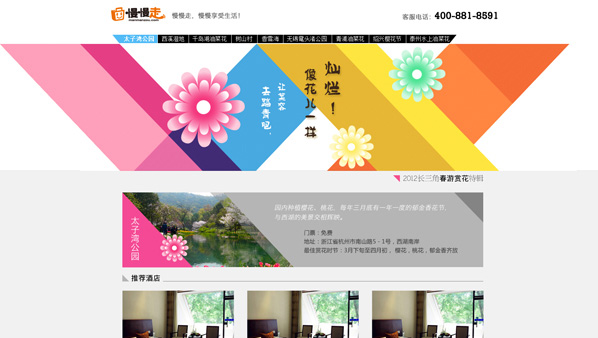 慢慢走
慢慢走，慢慢享受生活！
客服电话：400-881-8591
太子湾公园 西溪湿地 千岛湖油菜花 桐山村 香雪海 无锡鼋头渚公园 青浦油菜花 绍兴樱花节 泰州水上油菜花
让笑容
去踏青吧，
像花儿一样
灿烂！
2012长三角春游赏花特辑
太子湾公园
园内种植樱花、桃花，每年三月底有一年一度的郁金香花节，
与西湖的美景交相辉映。
门票：免费
地址：浙江省杭州市南山路5-1号，西湖南岸
最佳赏花时节：3月下旬至四月初，樱花，桃花，郁金香齐放
推荐酒店